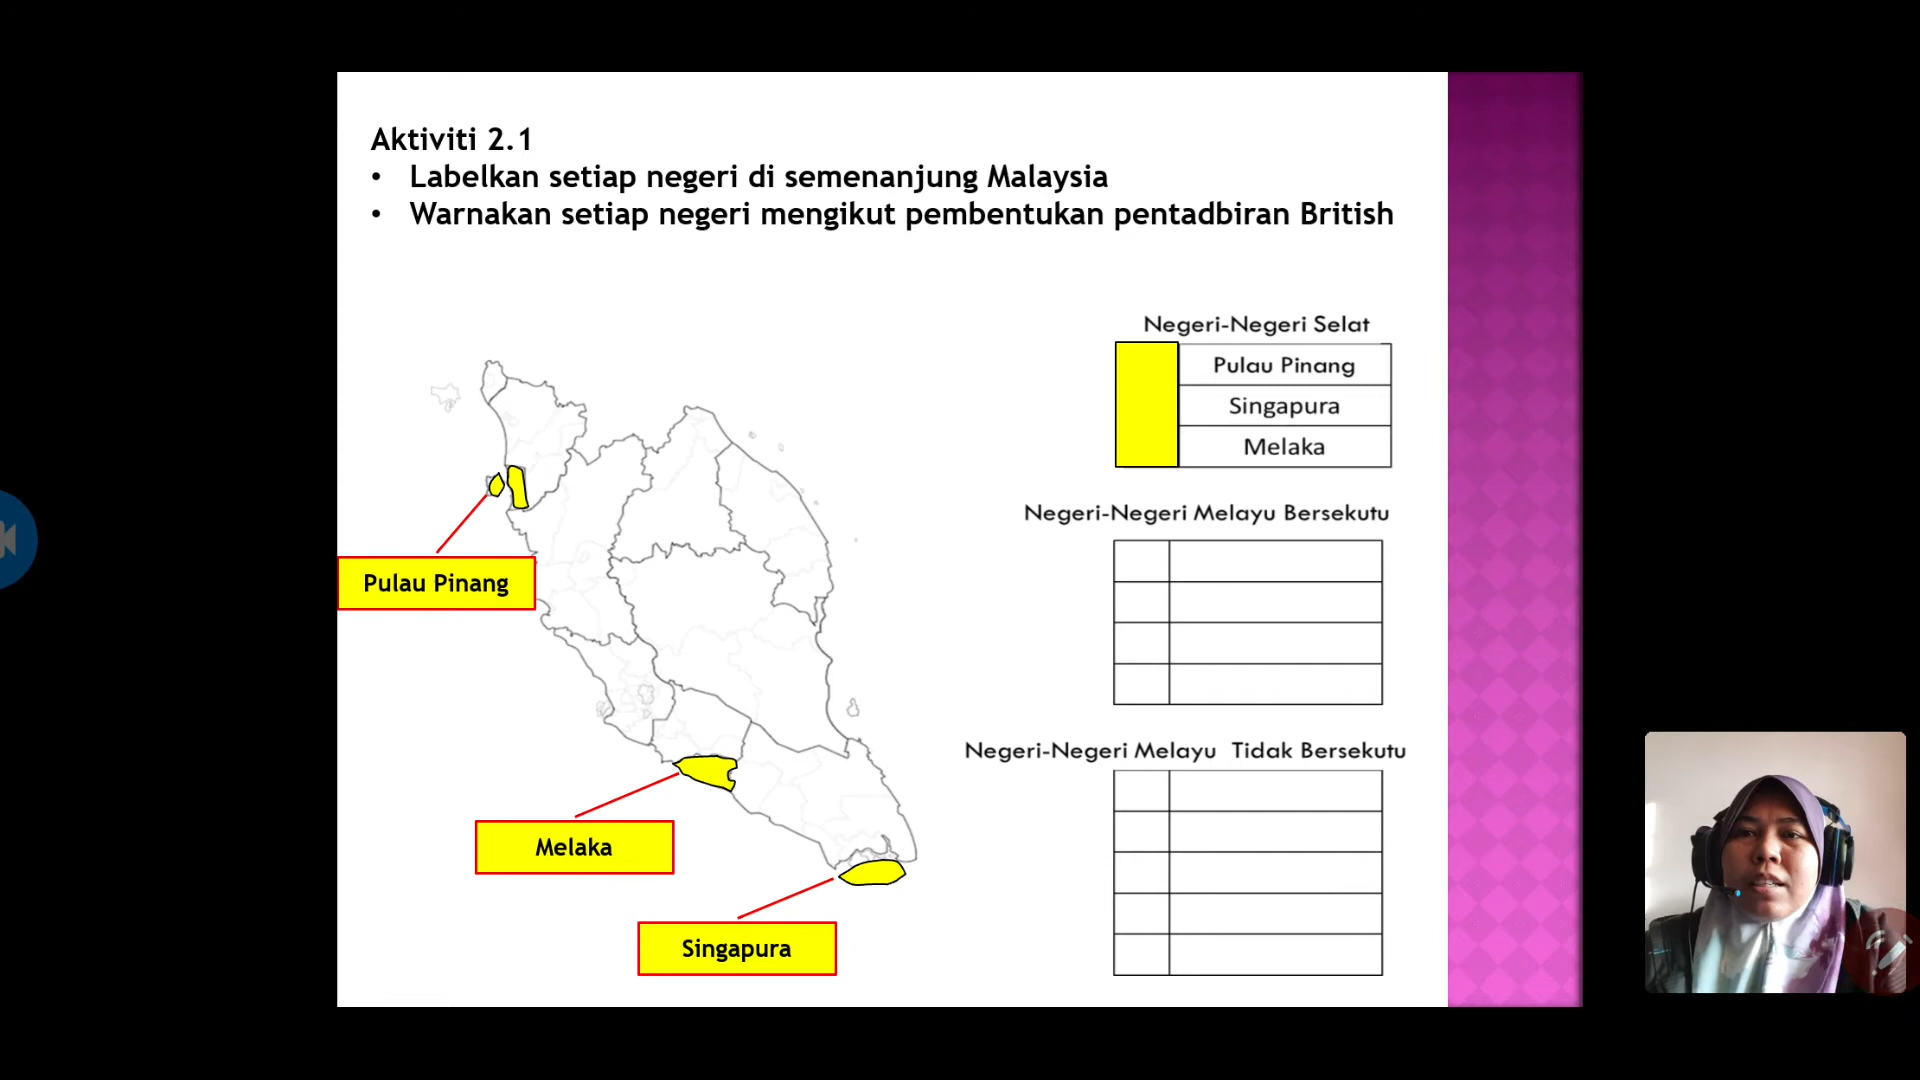 Aktiviti 2.1
• Labelkan setiap negeri di semenanjung Malaysia
• Warnakan setiap negeri mengikut pembentukan pentadbiran British
Negeri-Negeri Selat
Pulau Pinang
Singapura
Melaka
Negeri-Negeri Melayu Bersekutu
Negeri-Negeri Melayu Tidak Bersekutu
Pulau Pinang
Melaka
Singapura